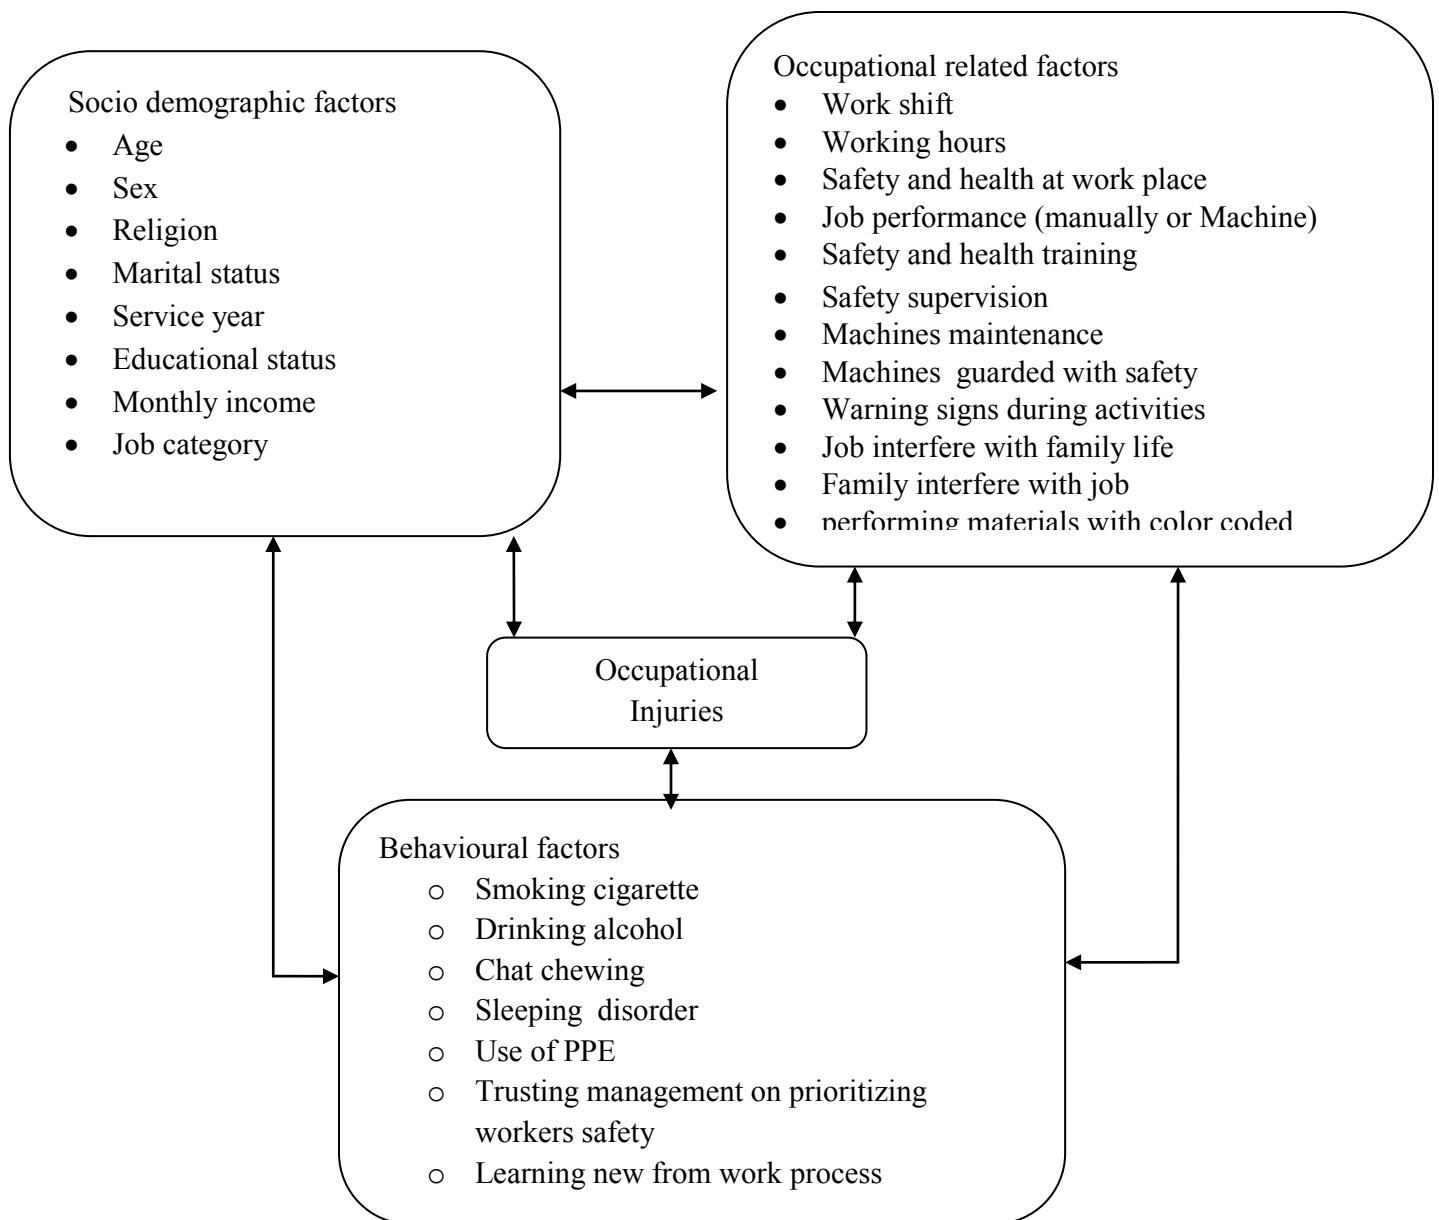 Socio demographic factors
• Age
• Sex
• Religion
• Marital status
• Service year
• Educational status
• Monthly income
• Job category
Occupational related factors
• Work shift
• Working hours
• Safety and health at work place
• Job performance (manually or Machine)
• Safety and health training
• Safety supervision
• Machines maintenance
• Machines  guarded with safety
• Warning signs during activities
• Job interfere with family life
• Family interfere with job
• performing materials with color coded
Occupational
Injuries
Behavioural factors
o Smoking cigarette
o Drinking alcohol
o Chat chewing
o Sleeping  disorder
o Use of PPE
o Trusting management on prioritizing
workers safety
o Learning new from work process